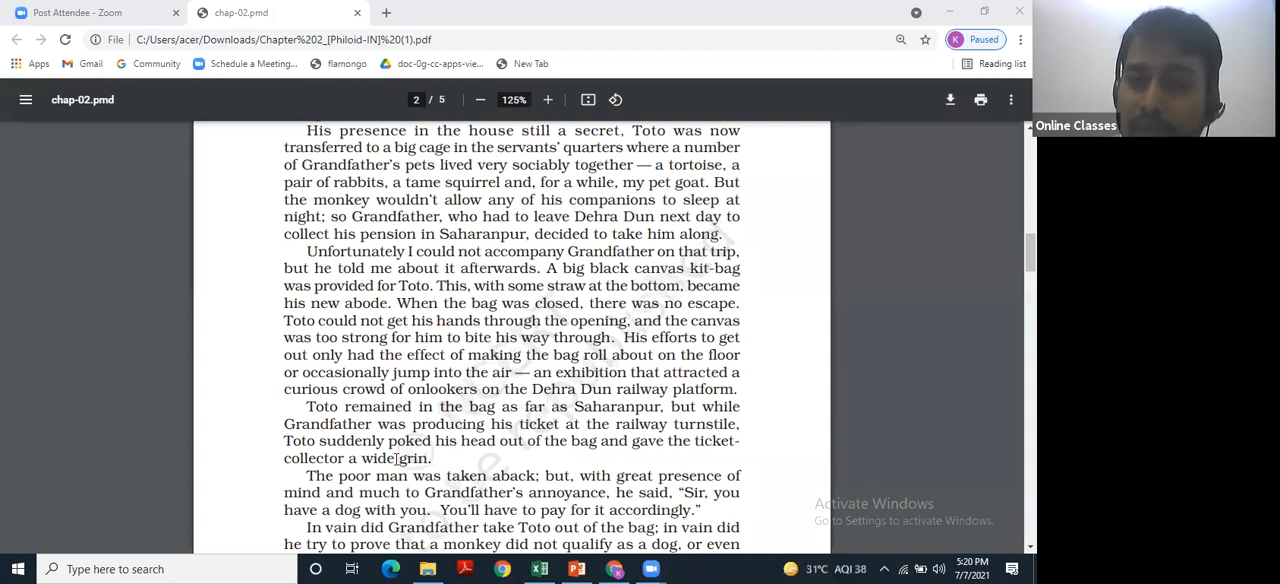 Post Attendee - Zoom
chap-02.pmd
File
C:/Users/acer/Downloads/Chapter%202_[Philoid-IN]%20(1).pdf
K Paused
Apps
Gmail
Community
Schedule a Meeting...
flamongo
doc-0g-cc-apps-vie...
New Tab
Reading list
chap-02.pmd
2 / 5
125%
Online Classes
His presence in the house still a secret, Toto was now
transferred to a big cage in the servants' quarters where a number
of Grandfather's pets lived very sociably together — a tortoise, a
pair of rabbits, a tame squirrel and, for a while, my pet goat. But
the monkey wouldn't allow any of his companions to sleep at
night; so Grandfather, who had to leave Dehra Dun next day to
collect his pension in Saharanpur, decided to take him along.
Unfortunately I could not accompany Grandfather on that trip,
but he told me about it afterwards. A big black canvas kit-bag
was provided for Toto. This, with some straw at the bottom, became
his new abode. When the bag was closed, there was no escape.
Toto could not get his hands through the opening, and the canvas
was too strong for him to bite his way through. His efforts to get
out only had the effect of making the bag roll about on the floor
or occasionally jump into the air — an exhibition that attracted a
curious crowd of onlookers on the Dehra Dun railway platform.
Toto remained in the bag as far as Saharanpur, but while
Grandfather was producing his ticket at the railway turnstile,
Toto suddenly poked his head out of the bag and gave the ticket-
collector a wide grin.
The poor man was taken aback; but, with great presence of
mind and much to Grandfather's annoyance, he said, “Sir, you
have a dog with you. You'll have to pay for it accordingly.”
In vain did Grandfather take Toto out of the bag; in vain did
he try to prove that a monkey did not qualify as a dog, or even
Activate Windows
Go to Settings to activate Windows.
Type here to search
31°C AQI 38
5:20 PM
7/7/2021